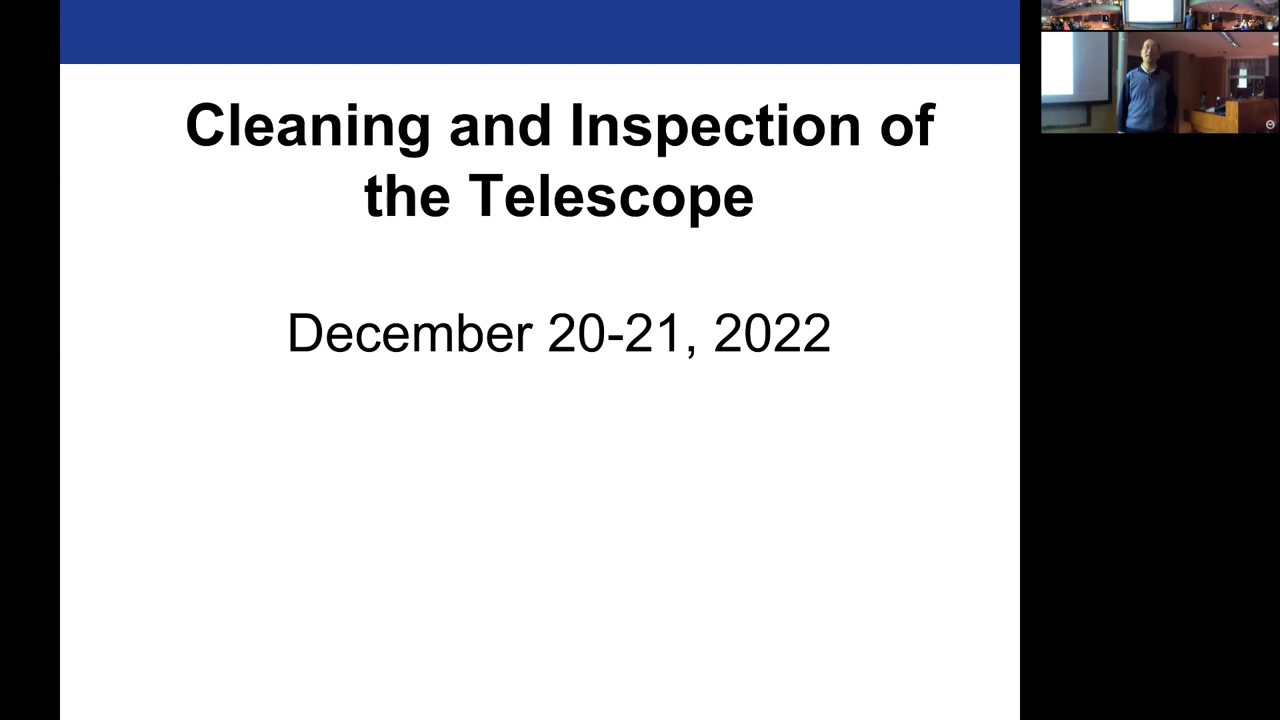 Cleaning and Inspection of
the Telescope
December 20-21, 2022